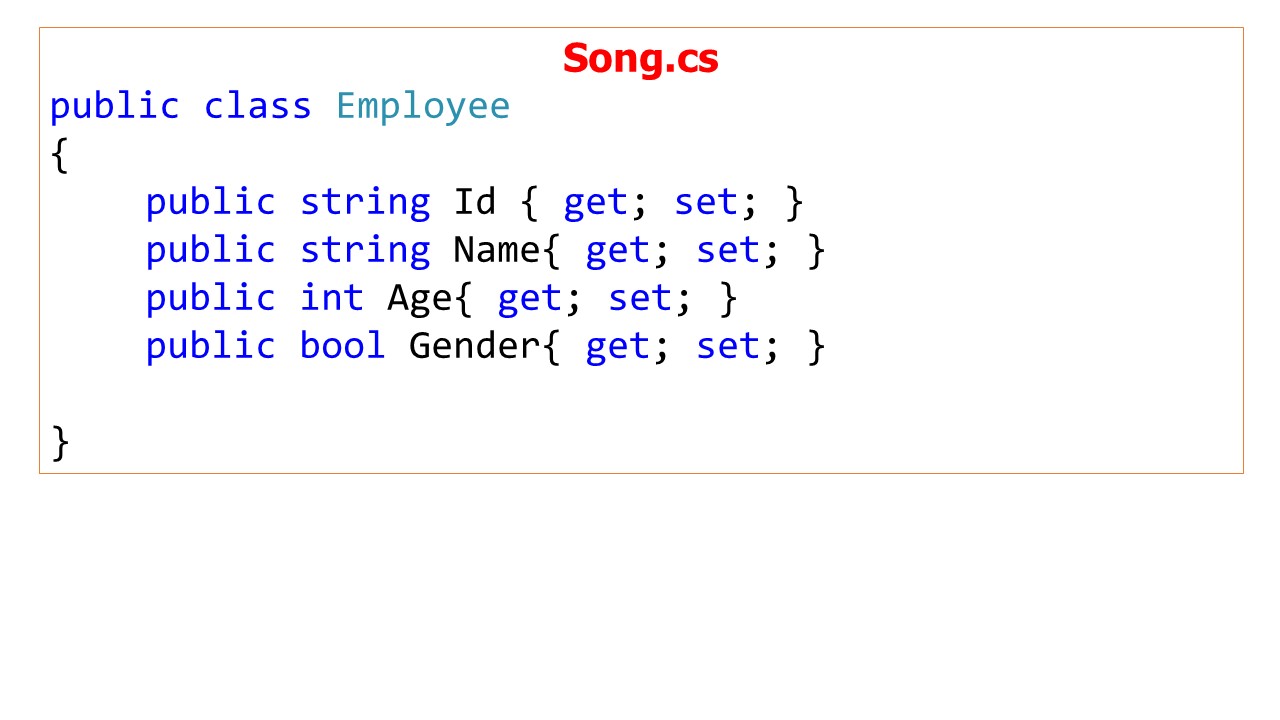 Song.cs
public class Employee
{
public string Id { get; set; }
public string Name{ get; set; }
public int Age{ get; set; }
public bool Gender{ get; set; }
}